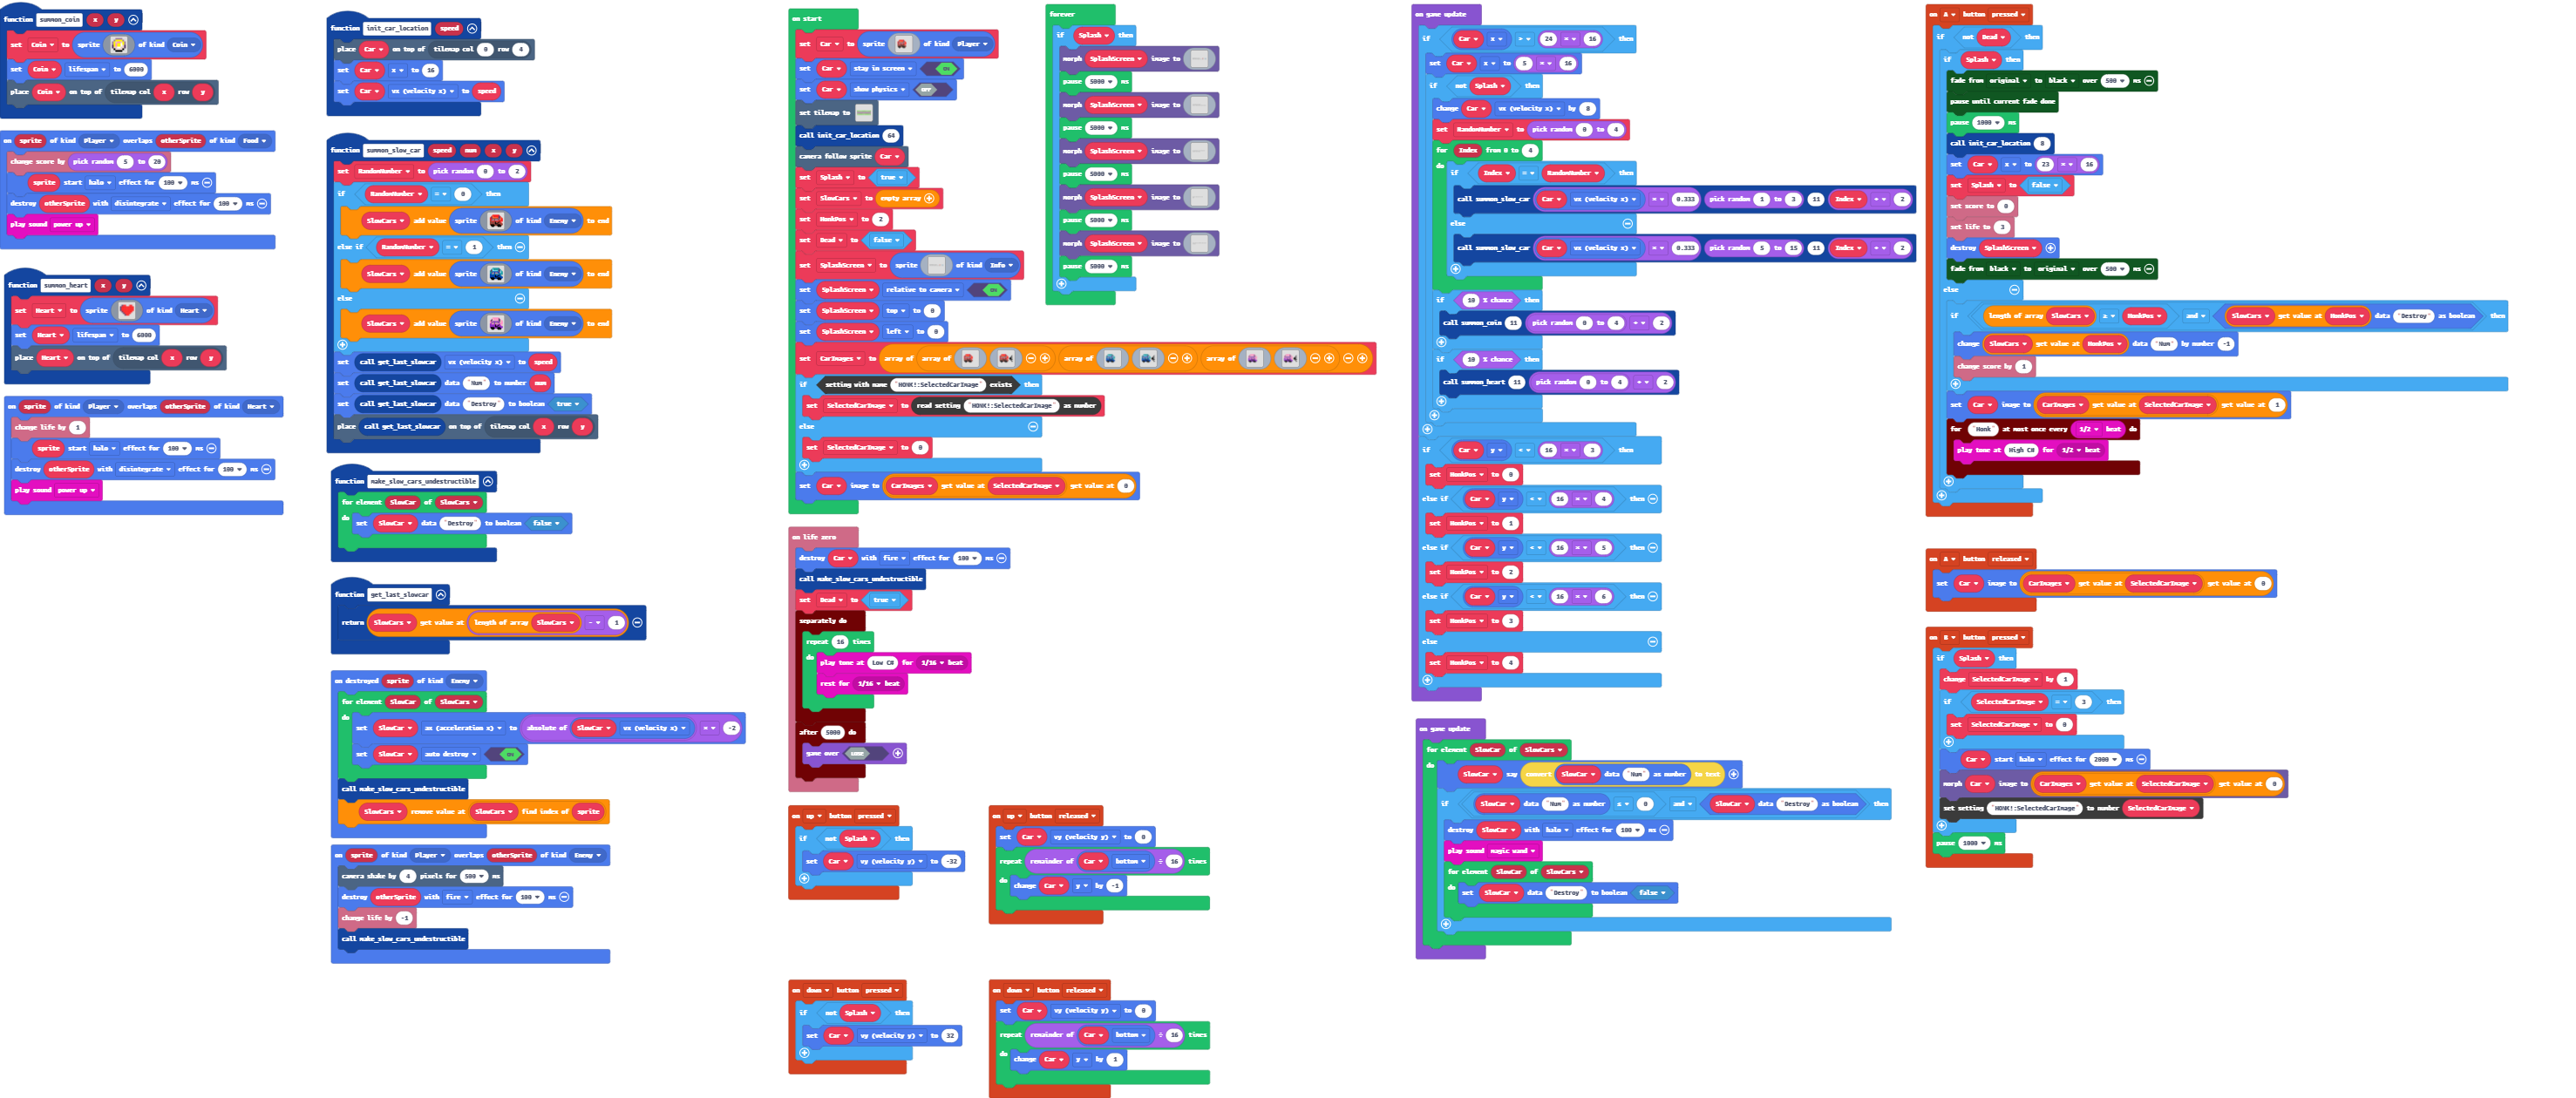 function summon_coin x y
set Coin to sprite of kind Coin
set Coin lifespan to 6000
place Coin on top of tilemap col x row y
on sprite of kind Player overlaps otherSprite of kind Food
change score by pick random 5 to 20
sprite start halo effect for 100 ms
destroy otherSprite with disintegrate effect for 100 ms
play sound power up
function summon_heart x y
set Heart to sprite of kind Heart
set Heart lifespan to 6000
place Heart on top of tilemap col x row y
on sprite of kind Player overlaps otherSprite of kind Heart
change life by 1
sprite start halo effect for 100 ms
destroy otherSprite with disintegrate effect for 100 ms
play sound power up
function init_car_location speed
place Car on top of tilemap col 0 row 4
set Car x to 16
set Car vx (velocity x) to speed
function summon_slow_car speed num x y
set RandomNumber to pick random 0 to 2
if RandomNumber = 0 then
SlowCars add value sprite of kind Enemy to end
else if RandomNumber = 1 then
SlowCars add value sprite of kind Enemy to end
else
SlowCars add value sprite of kind Enemy to end
set call get_last_slowcar vx (velocity x) to speed
set call get_last_slowcar data "Num" to number num
set call get_last_slowcar data "Destroy" to boolean true
place call get_last_slowcar on top of tilemap col x row y
function make_slow_cars_undestructible
for element SlowCar of SlowCars
do set SlowCar data "Destroy" to boolean false
function get_last_slowcar
return SlowCars get value at length of array SlowCars - 1
on destroyed sprite of kind Enemy
for element SlowCar of SlowCars
do set SlowCar ax (acceleration x) to absolute of SlowCar vx (velocity x) × -2
set SlowCar auto destroy ON
call make_slow_cars_undestructible
SlowCars remove value at SlowCars find index of sprite
on sprite of kind Player overlaps otherSprite of kind Enemy
camera shake by 4 pixels for 500 ms
destroy otherSprite with fire effect for 100 ms
change life by -1
call make_slow_cars_undestructible
on start
set Car to sprite of kind Player
set Car stay in screen ON
set Car show physics OFF
set tilemap to
call init_car_location 64
camera follow sprite Car
set Splash to true
set SlowCars to empty array
set HonkPos to 2
set Dead to false
set SplashScreen to sprite of kind Info
set SplashScreen relative to camera ON
set SplashScreen top to 0
set SplashScreen left to 0
set CarImages to array of array of array of array of
if setting with name "HONK!:SelectedCarImage" exists then
set SelectedCarImage to read setting "HONK!:SelectedCarImage" as number
else
set SelectedCarImage to 0
set Car image to CarImages get value at SelectedCarImage get value at 0
on life zero
destroy Car with fire effect for 100 ms
call make_slow_cars_undestructible
set Dead to true
separately do
repeat 16 times
do play tone at Low C# for 1/16 beat
rest for 1/16 beat
after 5000 do
game over LOSE
on up button pressed
if not Splash then
set Car vy (velocity y) to -32
on up button released
set Car vy (velocity y) to 0
repeat remainder of Car bottom ÷ 16 times
do change Car y by -1
on down button pressed
if not Splash then
set Car vy (velocity y) to 32
on down button released
set Car vy (velocity y) to 0
repeat remainder of Car bottom ÷ 16 times
do change Car y by 1
forever
if Splash then
morph SplashScreen image to
pause 5000 ms
morph SplashScreen image to
pause 5000 ms
morph SplashScreen image to
pause 5000 ms
morph SplashScreen image to
pause 5000 ms
morph SplashScreen image to
pause 5000 ms
on game update
if Car x 24 × 16 then
set Car x to 5 × 16
if not Splash then
change Car vx (velocity x) by 8
set RandomNumber to pick random 0 to 4
for Index from 0 to 4
do if Index = RandomNumber then
call summon_slow_car Car vx (velocity x) × 0.333 pick random 1 to 3 11 Index + 2
else
call summon_slow_car Car vx (velocity x) × 0.333 pick random 5 to 15 11 Index + 2
if 10 % chance then
call summon_coin 11 pick random 0 to 4 + 2
if 10 % chance then
call summon_heart 11 pick random 0 to 4 + 2
if Car y < 16 × 3 then
set HonkPos to 0
else if Car y < 16 × 4 then
set HonkPos to 1
else if Car y < 16 × 5 then
set HonkPos to 2
else if Car y < 16 × 6 then
set HonkPos to 3
else
set HonkPos to 4
on game update
for element SlowCar of SlowCars
do SlowCar say convert SlowCar data "Num" as number to text
if SlowCar data "Num" as number ≤ 0 and SlowCar data "Destroy" as boolean then
destroy SlowCar with halo effect for 100 ms
play sound magic wand
for element SlowCar of SlowCars
do set SlowCar data "Destroy" to boolean false
on A button pressed
if not Dead then
if Splash then
fade from original to black over 500 ms
pause until current fade done
pause 1000 ms
call init_car_location 8
set Car x to 23 × 16
set Splash to false
set score to 0
set life to 3
destroy SplashScreen
fade from black to original over 500 ms
else
if length of array SlowCars ≥ HonkPos and SlowCars get value at HonkPos data "Destroy" as boolean then
change SlowCars get value at HonkPos data "Num" by number -1
change score by 1
set Car image to CarImages get value at SelectedCarImage get value at 1
for "Honk" at most once every 1/2 beat do
play tone at High C# for 1/2 beat
on A button released
set Car image to CarImages get value at SelectedCarImage get value at 0
on B button pressed
if Splash then
change SelectedCarImage by 1
if SelectedCarImage = 3 then
set SelectedCarImage to 0
Car start halo effect for 2000 ms
morph Car image to CarImages get value at SelectedCarImage get value at 0
set setting "HONK!:SelectedCarImage" to number SelectedCarImage
pause 1000 ms